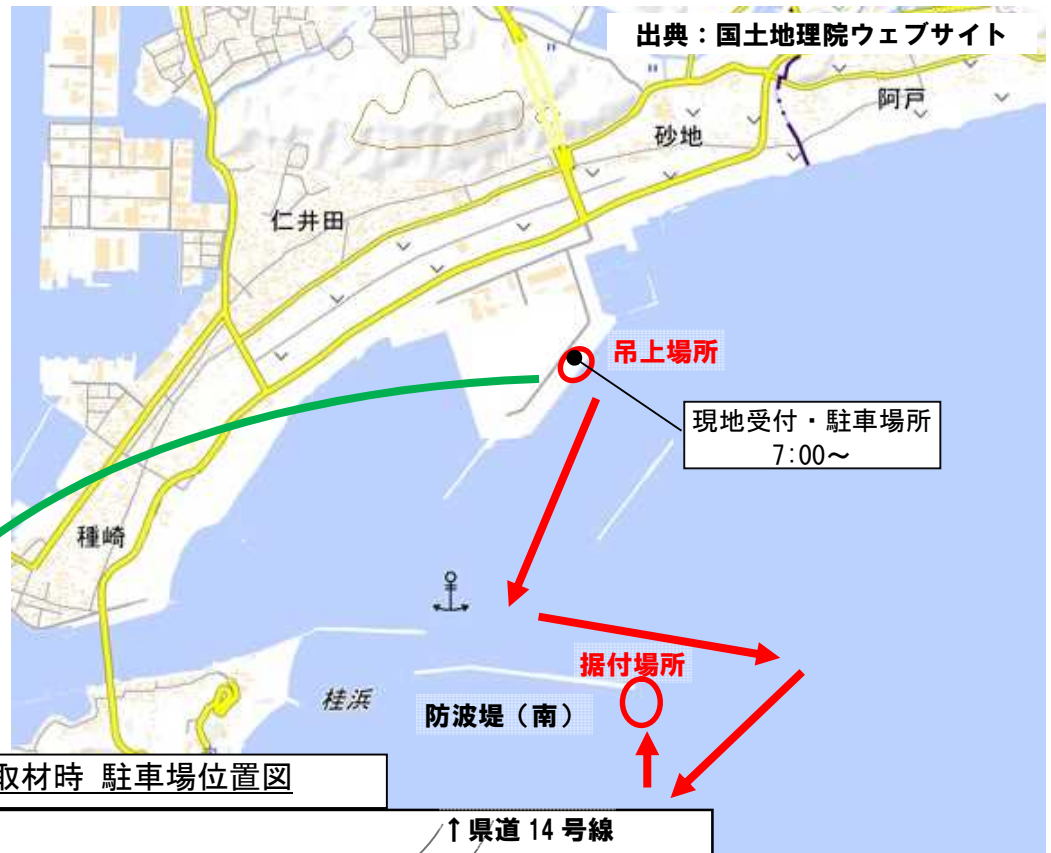 出典：国土地理院ウェブサイト
阿戸
砂地
仁井田
吊上場所
現地受付・駐車場所
7:00～
種崎
据付場所
桂浜
防波堤（南）
取材時 駐車場位置図
↑県道 14 号線